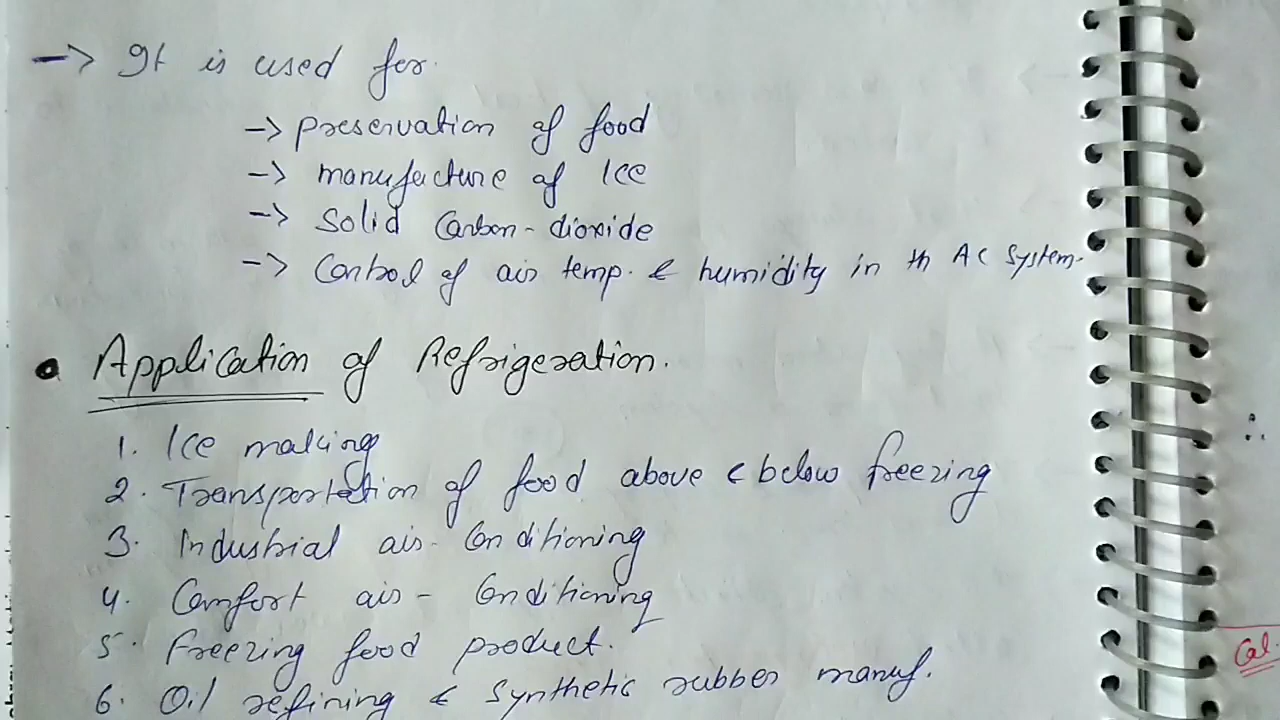 -> It is used for.
-> preservation of food
-> manufacture of Ice
-> Solid Carbon-dioxide
-> Control of air temp. & humidity in th AC System.
• Application of Refrigeration.
1. Ice making
2. Transportation of food above & below freezing
3. Industrial air-Conditioning
4. Comfort air-Conditioning
5. Freezing food product.
6. Oil refining & Synthetic rubber manuf.
Cal.